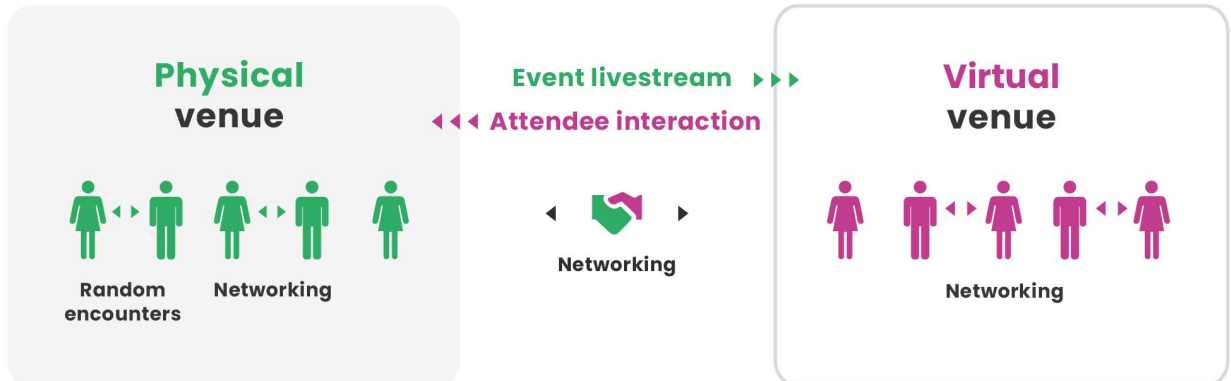 Physical
venue
Event livestream
Attendee interaction
Virtual
venue
Random
encounters
Networking
Networking
Networking